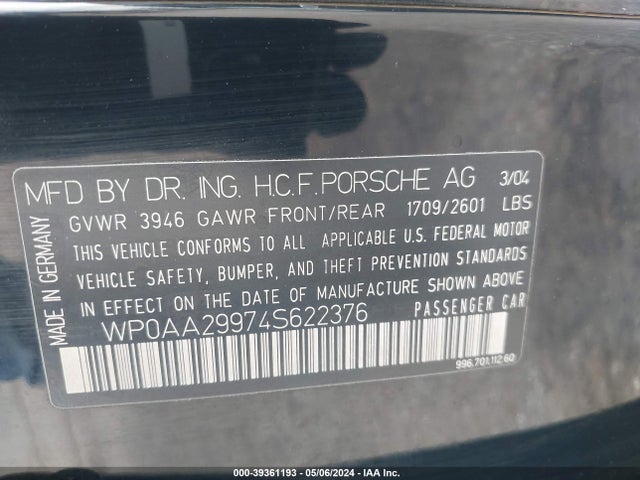 MFD BY DR. ING. H.C.F. PORSCHE AG 3/04
GVWR 3946 GAWR FRONT/REAR 1709/2601 LBS
THIS VEHICLE CONFORMS TO ALL APPLICABLE U.S. FEDERAL MOTOR
VEHICLE SAFETY, BUMPER, AND THEFT PREVENTION STANDARDS
IN EFFECT ON THE DATE OF MANUFACTURE SHOWN ABOVE
WP0AA29974S622376 PASSENGER CAR
996.701.112.60
MADE IN GERMANY
000-39361193 - 05/06/2024 - IAA Inc.